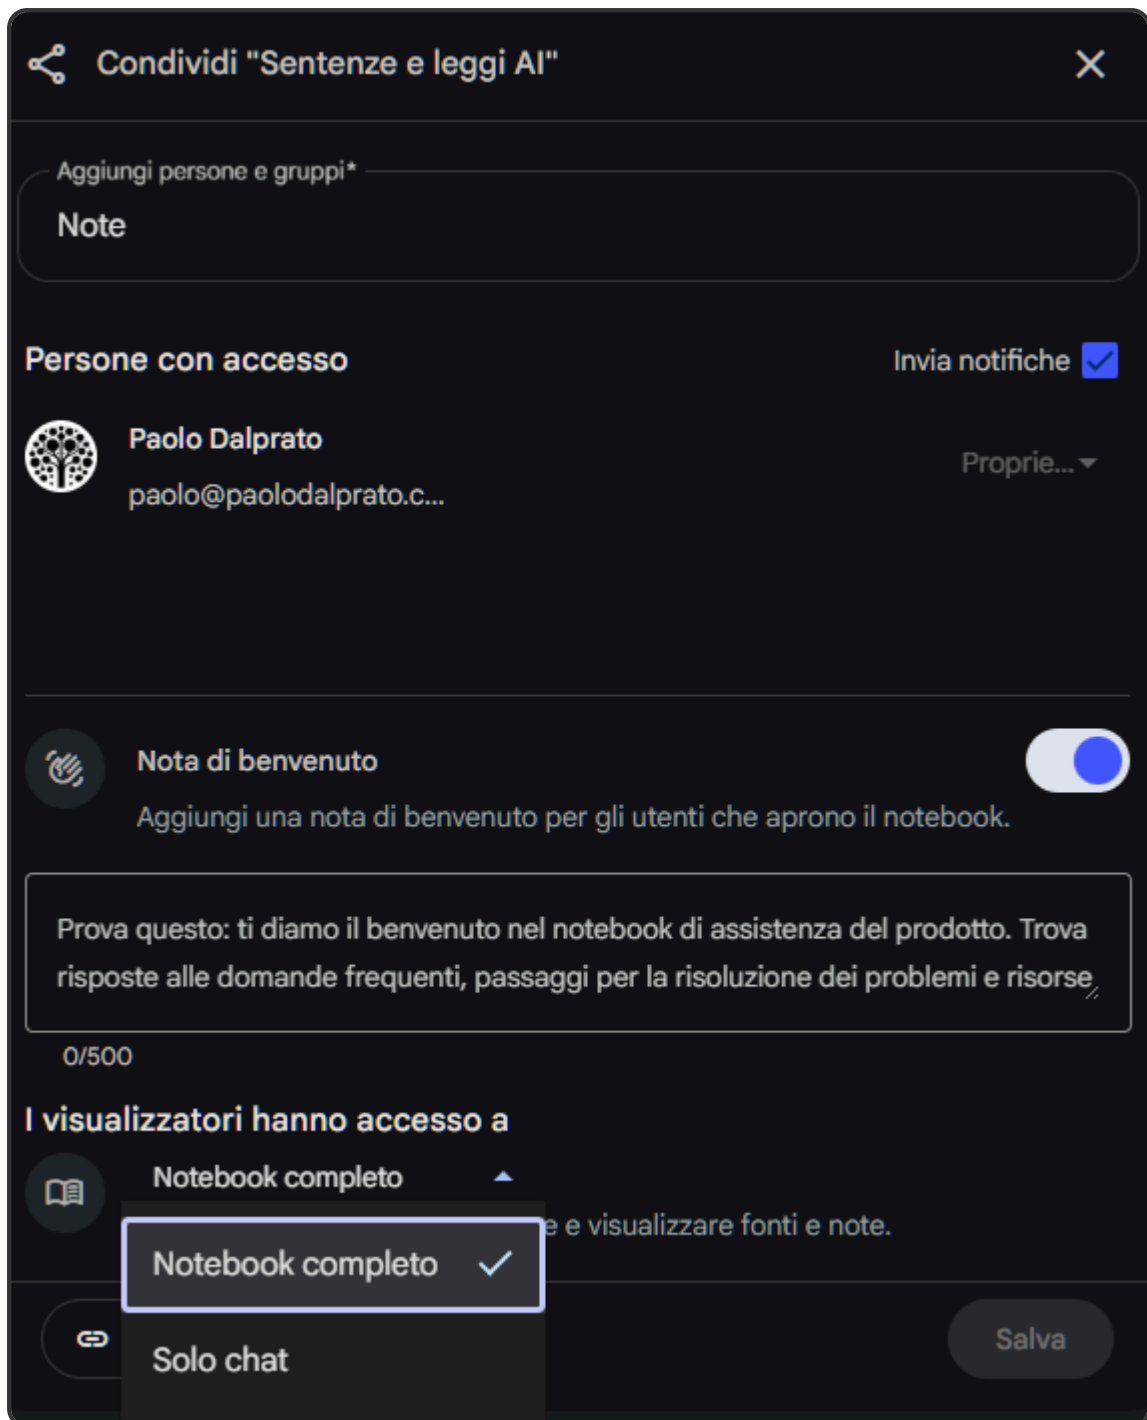 Condividi "Sentenze e leggi AI"
Aggiungi persone e gruppi*
Note
Persone con accesso
Invia notifiche
Paolo Dalprato
Proprie...
paolo@paolodalprato.c...
Nota di benvenuto
Aggiungi una nota di benvenuto per gli utenti che aprono il notebook.
Prova questo: ti diamo il benvenuto nel notebook di assistenza del prodotto. Trova
risposte alle domande frequenti, passaggi per la risoluzione dei problemi e risorse
0/500
I visualizzatori hanno accesso a
Notebook completo
e e visualizzare fonti e note.
Notebook completo
Solo chat
Salva